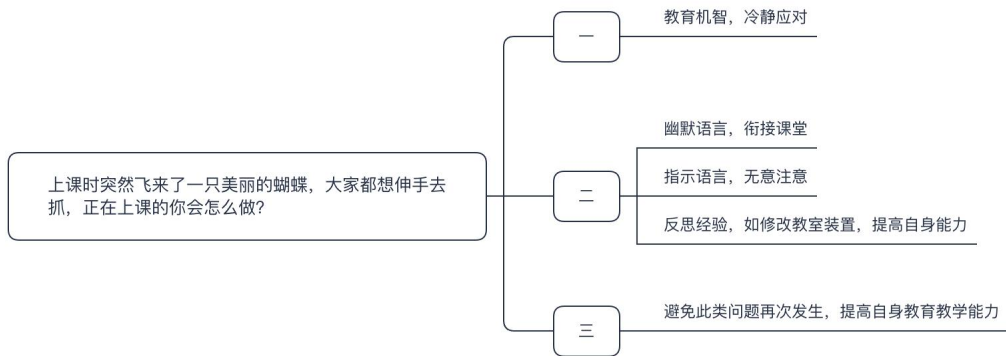 上课时突然飞来了一只美丽的蝴蝶，大家都想伸手去
抓，正在上课的你会怎么做?
一
教育机智，冷静应对
二
幽默语言，衔接课堂
指示语言，无意注意
反思经验，如修改教室装置，提高自身能力
三
避免此类问题再次发生，提高自身教育教学能力